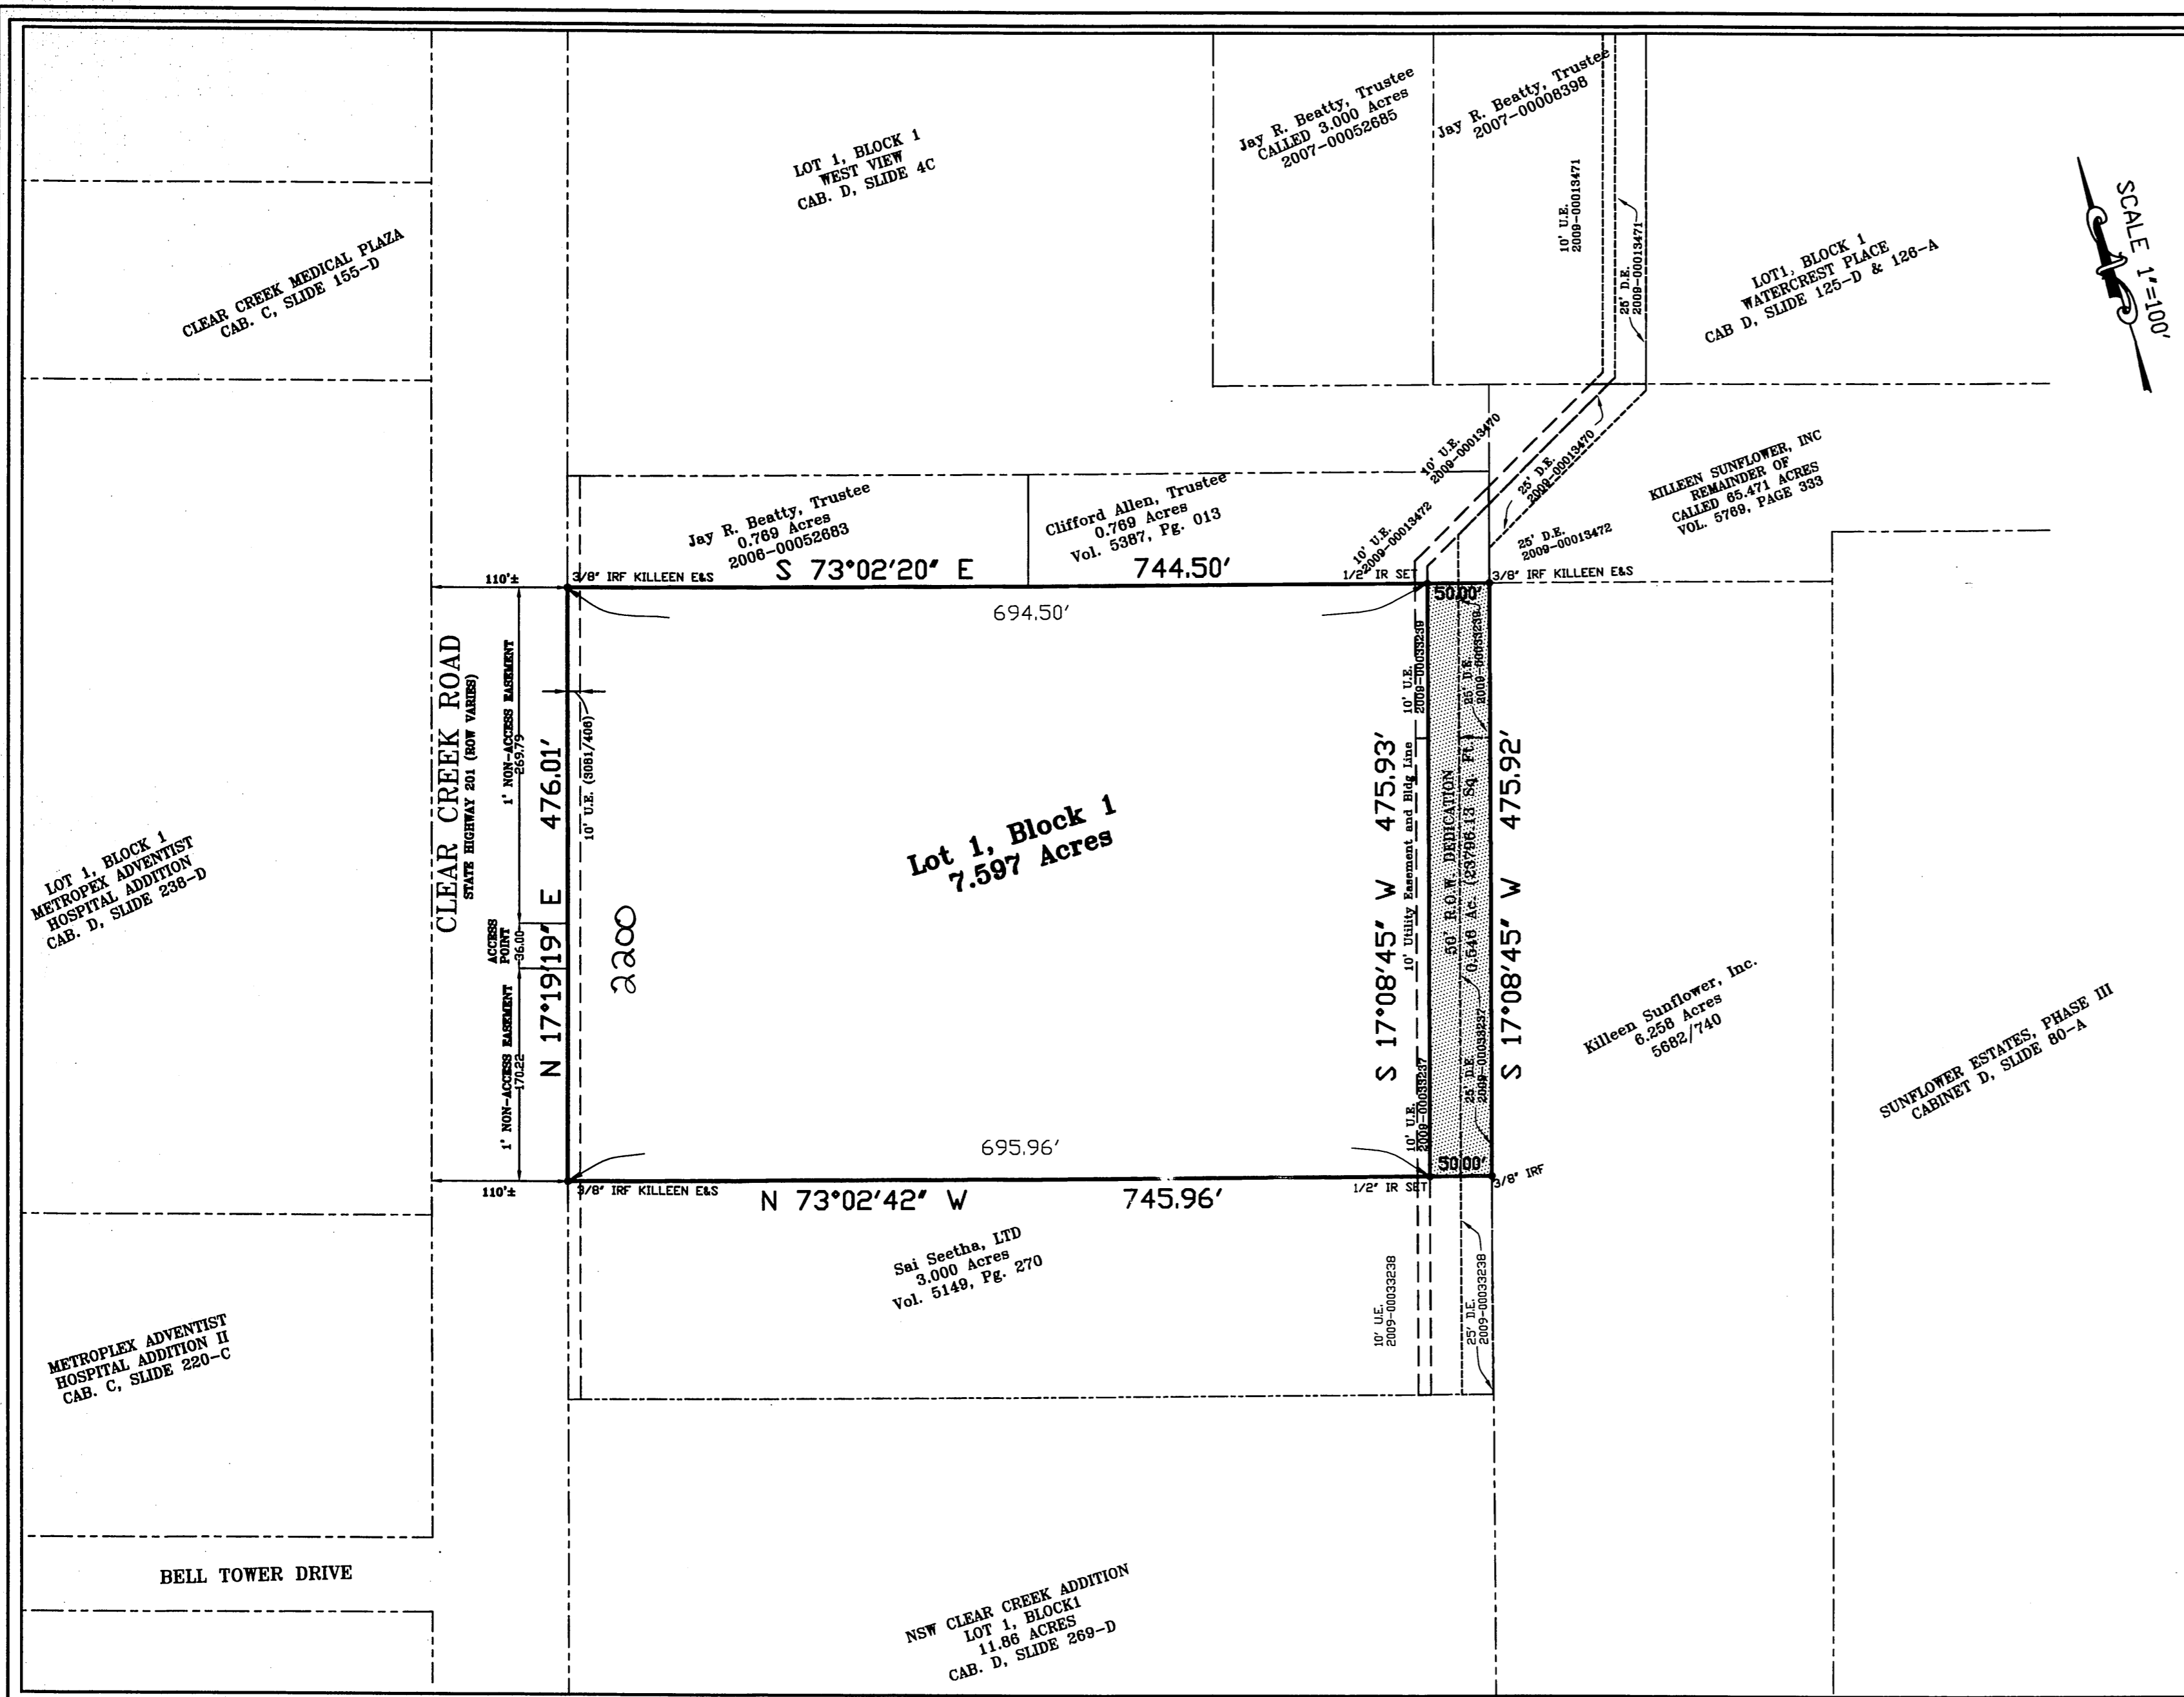 LOT 1, BLOCK 1
WEST VIEW
CAB. D, SLIDE 4C
Jay R. Beatty, Trustee
CALLED 3.000 Acres
2007-00052685
Jay R. Beatty, Trustee
2007-00008398
10' U.E.
2009-00013471
25' D.E.
2009-00013471
LOT1, BLOCK 1
WATERCREST PLACE
CAB D, SLIDE 125-D & 126-A
SCALE 1"=100'
CLEAR CREEK MEDICAL PLAZA
CAB. C, SLIDE 155-D
Jay R. Beatty, Trustee
0.769 Acres
2006-00052683
Clifford Allen, Trustee
0.769 Acres
Vol. 5387, Pg. 013
10' U.E.
2009-00013470
25' D.E.
2009-00013470
10' U.E.
2009-00013472
25' D.E.
2009-00013472
KILLEEN SUNFLOWER, INC
REMAINDER OF
CALLED 65.471 ACRES
VOL. 5769, PAGE 333
110'±
3/8" IRF KILLEEN E&S
S 73°02'20" E
744.50'
1/2" IR SET
3/8" IRF KILLEEN E&S
694.50'
50.00'
CLEAR CREEK ROAD
STATE HIGHWAY 201 (ROW VARIES)
1' NON-ACCESS EASEMENT
269.79
ACCESS
POINT
36.00
1' NON-ACCESS EASEMENT
170.22
N 17°19'19" E 476.01'
10' U.E. (3081/406)
2200
Lot 1, Block 1
7.597 Acres
10' U.E.
2009-00033239
25' D.E.
2009-00033239
S 17°08'45" W 475.93'
10' Utility Easement and Bldg Line
50' R.O.W. DEDICATION
0.546 Ac. (23796.13 Sq. Ft.)
S 17°08'45" W 475.92'
10' U.E.
2009-00033237
25' D.E.
2009-00033237
LOT 1, BLOCK 1
METROPEX ADVENTIST
HOSPITAL ADDITION
CAB. D, SLIDE 238-D
Killeen Sunflower, Inc.
6.258 Acres
5682/740
SUNFLOWER ESTATES, PHASE III
CABINET D, SLIDE 80-A
695.96'
50.00'
110'±
3/8" IRF KILLEEN E&S
N 73°02'42" W
745.96'
1/2" IR SET
3/8" IRF
Sai Seetha, LTD
3.000 Acres
Vol. 5149, Pg. 270
10' U.E.
2009-00033238
25' D.E.
2009-00033238
METROPLEX ADVENTIST
HOSPITAL ADDITION II
CAB. C, SLIDE 220-C
BELL TOWER DRIVE
NSW CLEAR CREEK ADDITION
LOT 1, BLOCK1
11.86 ACRES
CAB. D, SLIDE 269-D